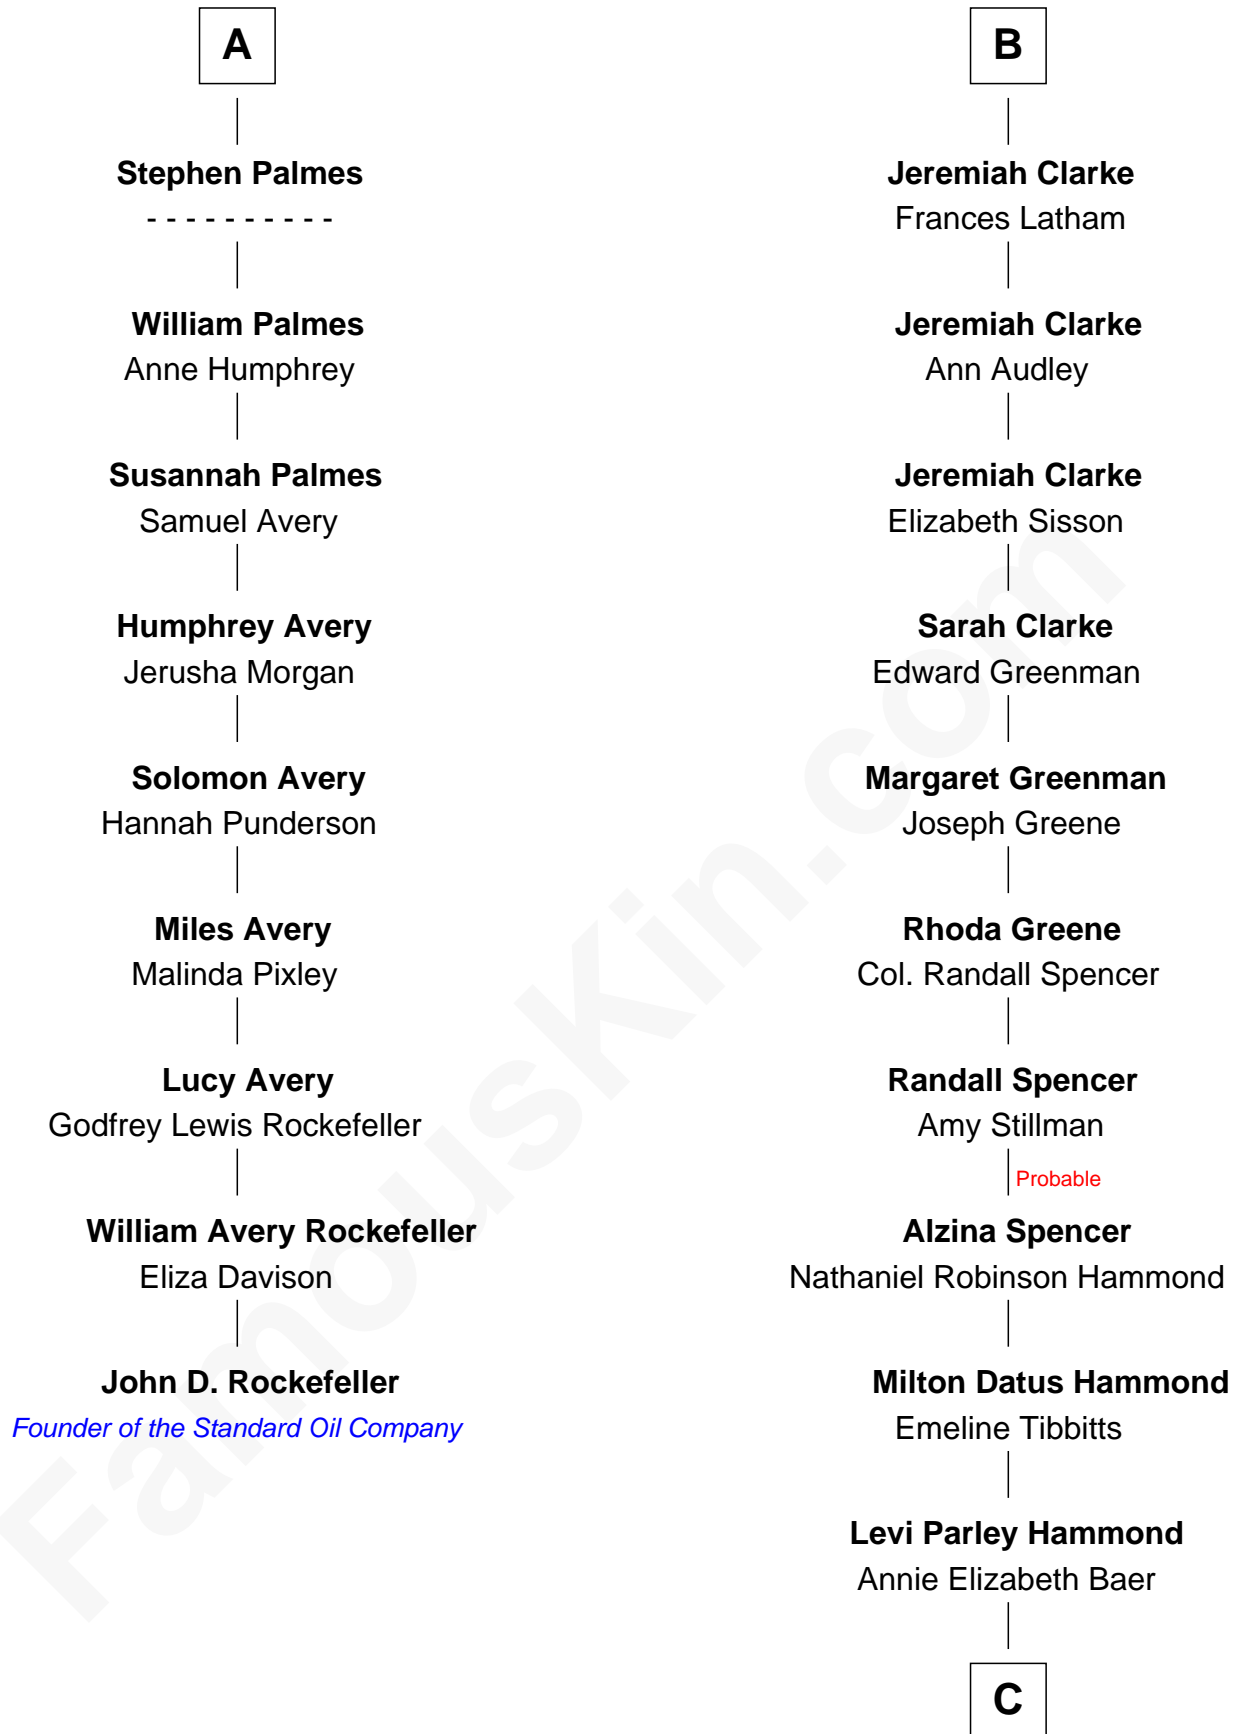 A
Stephen Palmes
- - - - - - - - - -
William Palmes
Anne Humphrey
Susannah Palmes
Samuel Avery
Humphrey Avery
Jerusha Morgan
Solomon Avery
Hannah Punderson
Miles Avery
Malinda Pixley
Lucy Avery
Godfrey Lewis Rockefeller
William Avery Rockefeller
Eliza Davison
John D. Rockefeller
Founder of the Standard Oil Company
B
Jeremiah Clarke
Frances Latham
Jeremiah Clarke
Ann Audley
Jeremiah Clarke
Elizabeth Sisson
Sarah Clarke
Edward Greenman
Margaret Greenman
Joseph Greene
Rhoda Greene
Col. Randall Spencer
Randall Spencer
Amy Stillman
Probable
Alzina Spencer
Nathaniel Robinson Hammond
Milton Datus Hammond
Emeline Tibbitts
Levi Parley Hammond
Annie Elizabeth Baer
C
FamousKin.com